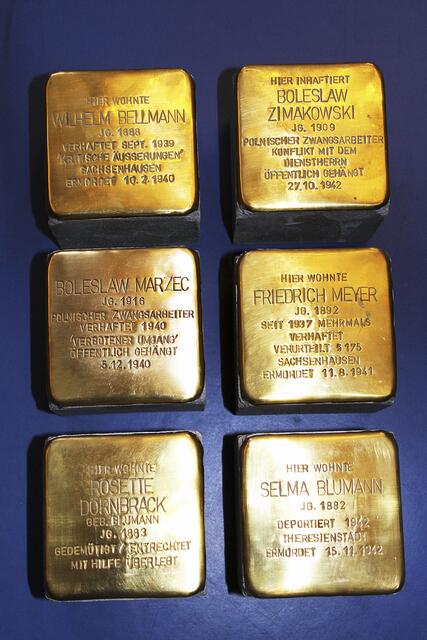 HIER WOHNTE
WILHELM BELLMANN
JG. 1888
VERHAFTET SEPT. 1939
'KRITISCHE ÄUSSERUNGEN'
SACHSENHAUSEN
ERMORDET 10.2.1940
HIER INHAFTIERT
BOLESLAW
ZIMAKOWSKI
JG. 1909
POLNISCHER ZWANGSARBEITER
KONFLIKT MIT DEM
DIENSTHERRN
ÖFFENTLICH GEHÄNGT
27.10.1942
BOLESLAW MARZEC
JG. 1916
POLNISCHER ZWANGSARBEITER
VERHAFTET 1940
'VERBOTENER UMGANG'
ÖFFENTLICH GEHÄNGT
5.12.1940
HIER WOHNTE
FRIEDRICH MEYER
JG. 1892
SEIT 1937 MEHRMALS
VERHAFTET
VERURTEILT § 175
SACHSENHAUSEN
ERMORDET 11.8.1941
HIER WOHNTE
ROSETTE
DORNBRACK
GEB. BLUMANN
JG. 1883
GEDEMÜTIGT / ENTRECHTET
MIT HILFE ÜBERLEBT
HIER WOHNTE
SELMA BLUMANN
JG. 1882
DEPORTIERT 1942
THERESIENSTADT
ERMORDET 15.11.1942